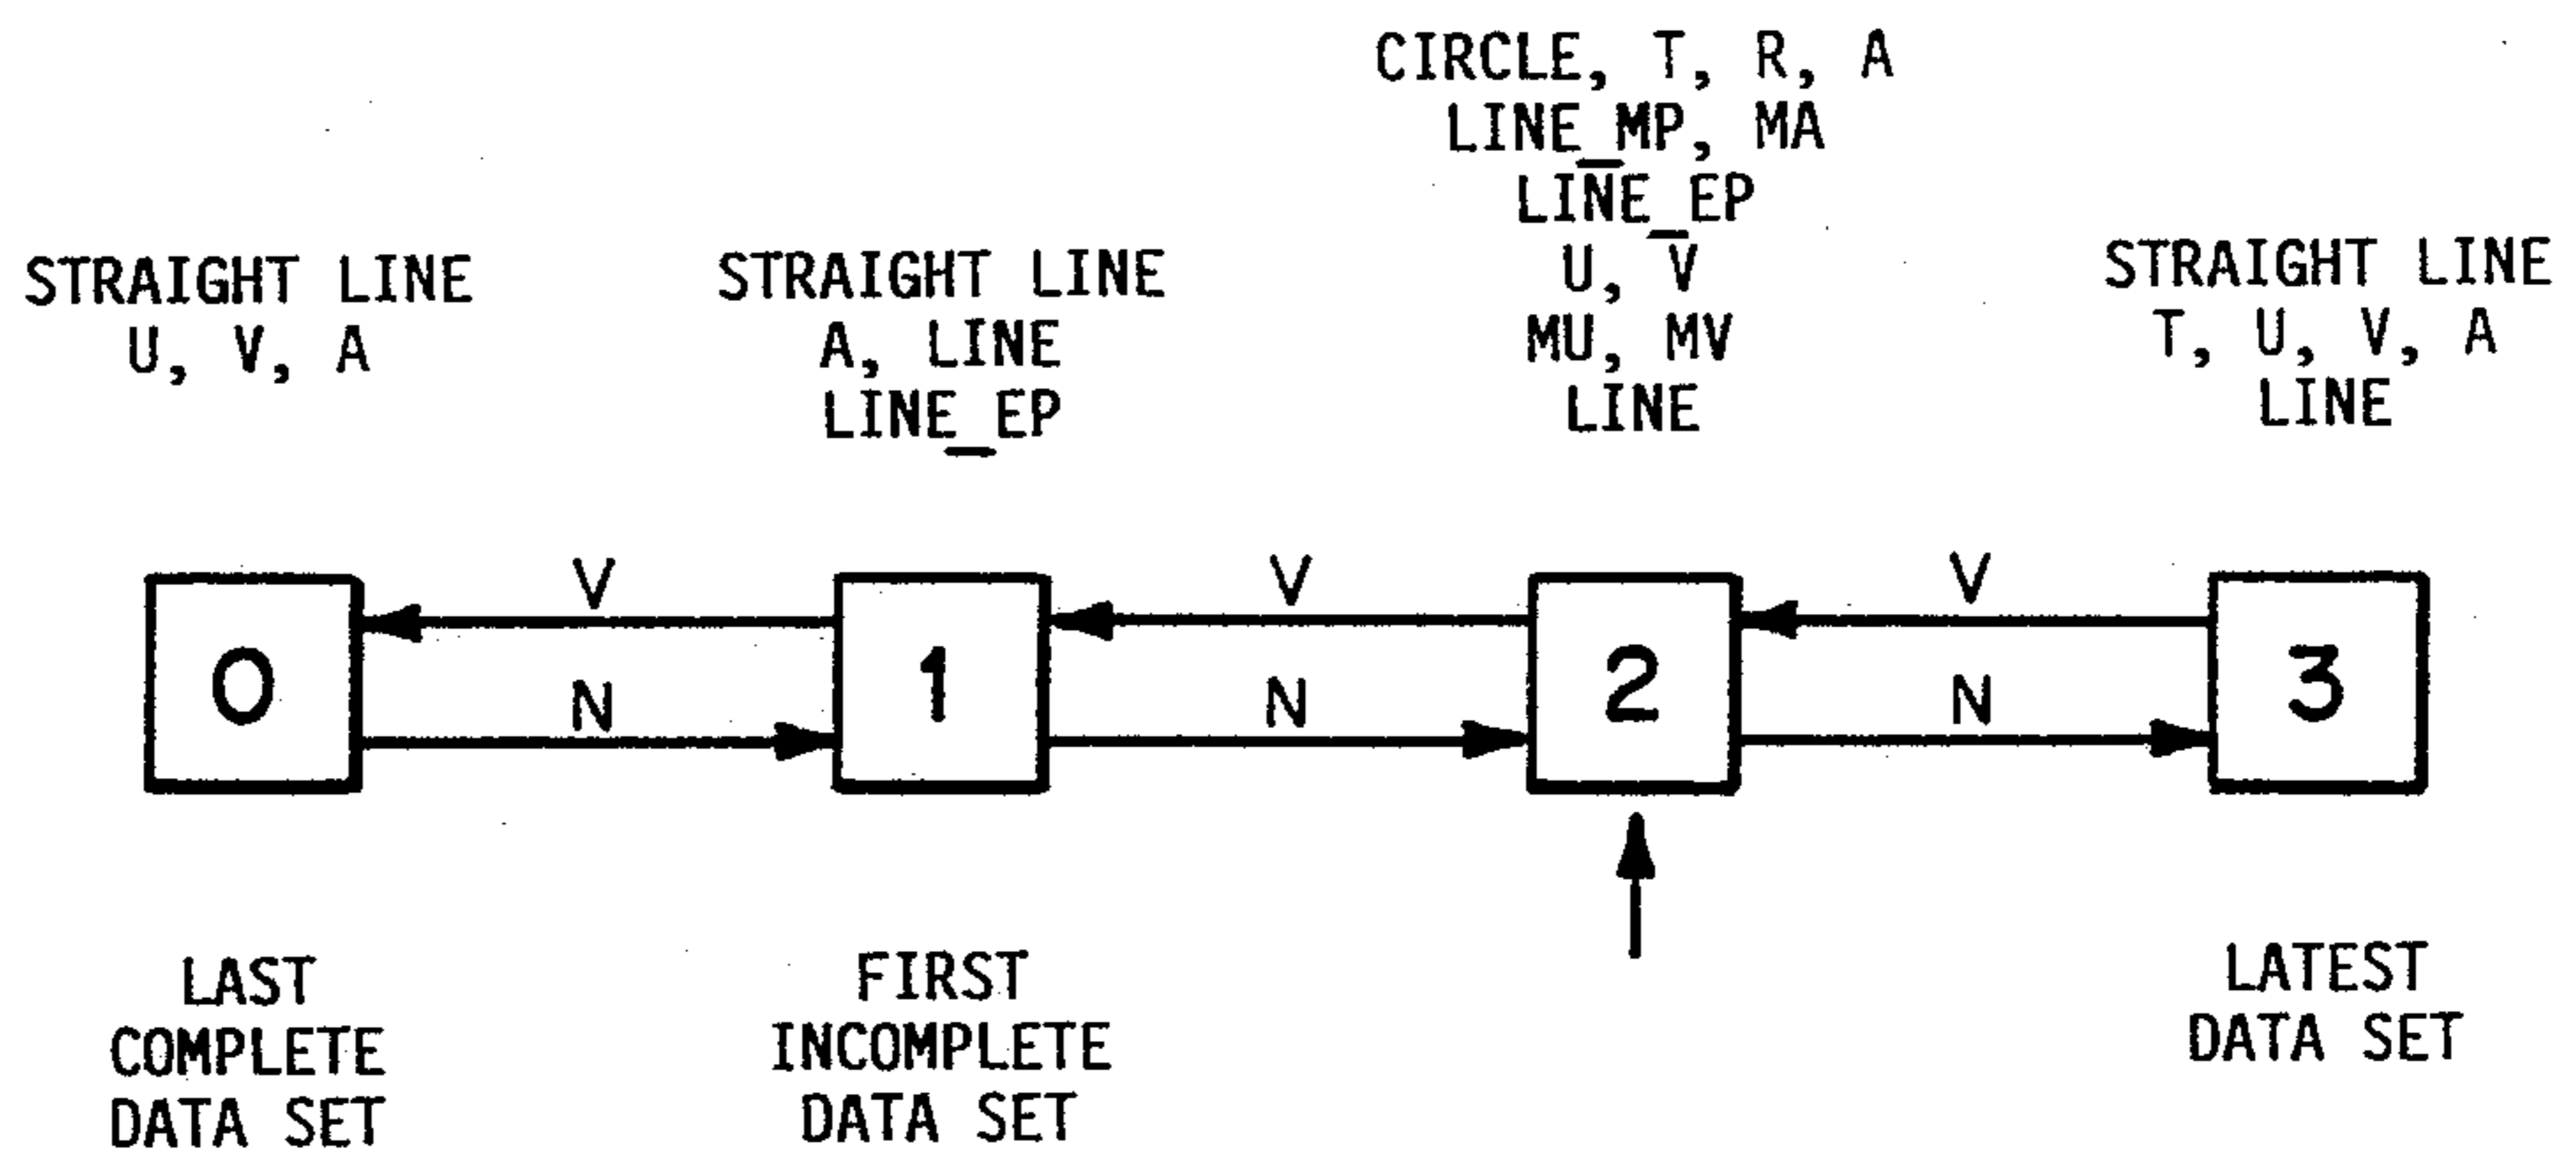 STRAIGHT LINE
U, V, A
STRAIGHT LINE
A, LINE
LINE_EP
CIRCLE, T, R, A
LINE_MP, MA
LINE_EP
U, V
MU, MV
LINE
STRAIGHT LINE
T, U, V, A
LINE
V
V
V
0
1
2
3
N
N
N
LAST
COMPLETE
DATA SET
FIRST
INCOMPLETE
DATA SET
LATEST
DATA SET